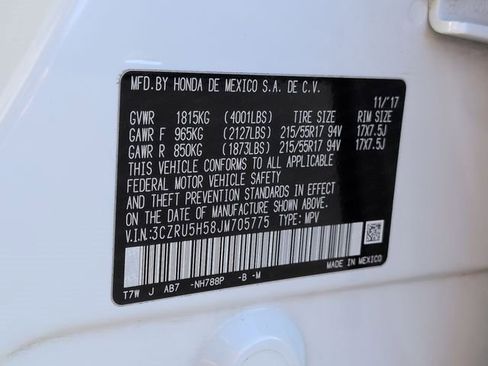 MFD.BY HONDA DE MEXICO S.A. DE C.V.
11/'17
GVWR 1815KG (4001LBS) TIRE SIZE RIM SIZE
GAWR F 965KG (2127LBS) 215/55R17 94V 17X7.5J
GAWR R 850KG (1873LBS) 215/55R17 94V 17X7.5J
THIS VEHICLE CONFORMS TO ALL APPLICABLE
FEDERAL MOTOR VEHICLE SAFETY, BUMPER,
AND THEFT PREVENTION STANDARDS IN EFFECT
ON THE DATE OF MANUFACTURE SHOWN ABOVE.
V.I.N.:3CZRU5H58JM705775 TYPE: MPV
T7W J AB7 -NH788P -B -M
MADE IN MEXICO